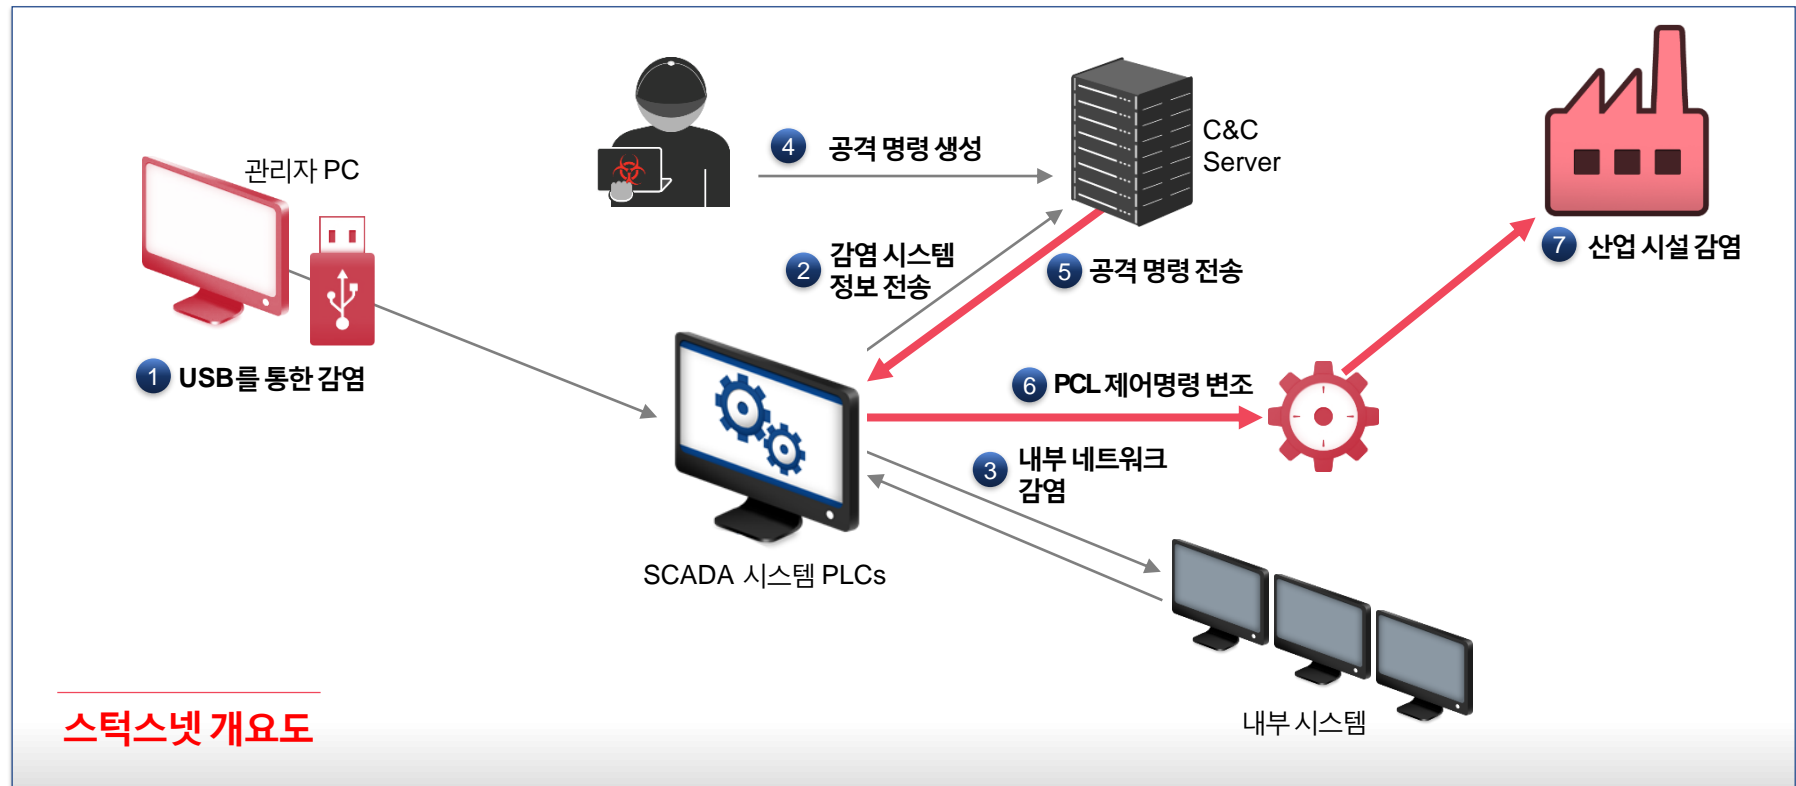 관리자 PC
1 USB를 통한 감염
4 공격 명령 생성
C&C
Server
2 감염 시스템
정보 전송
5 공격 명령 전송
7 산업 시설 감염
6 PCL 제어명령 변조
3 내부 네트워크
감염
SCADA 시스템 PLCs
내부 시스템
스턱스넷 개요도